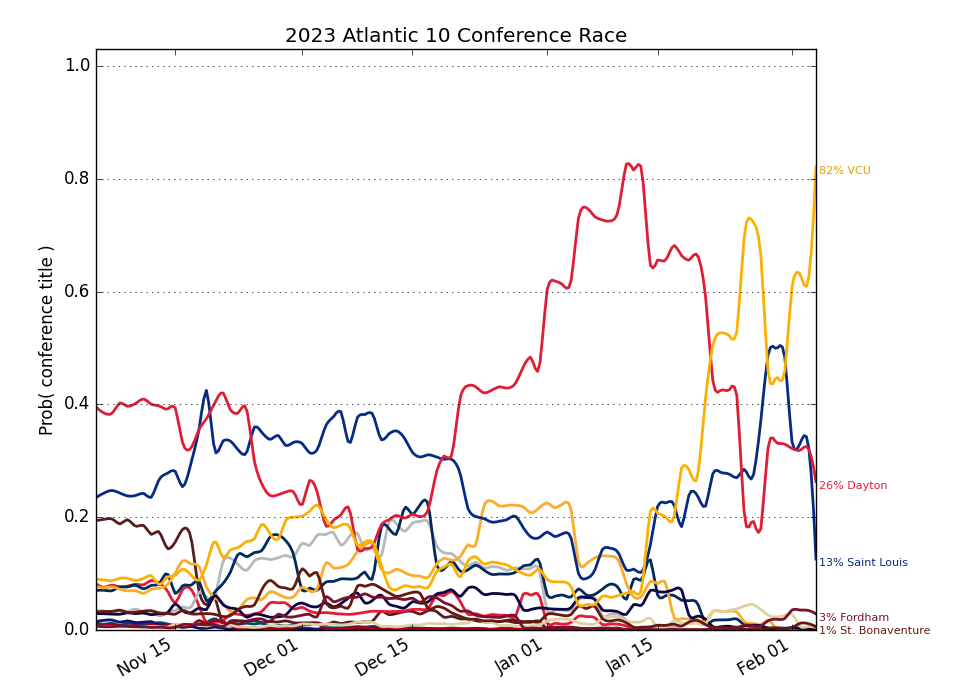 2023 Atlantic 10 Conference Race
1.0
0.8
0.6
0.4
0.2
0.0
Prob( conference title )
82% VCU
26% Dayton
13% Saint Louis
3% Fordham
1% St. Bonaventure
Nov 15
Dec 01
Dec 15
Jan 01
Jan 15
Feb 01